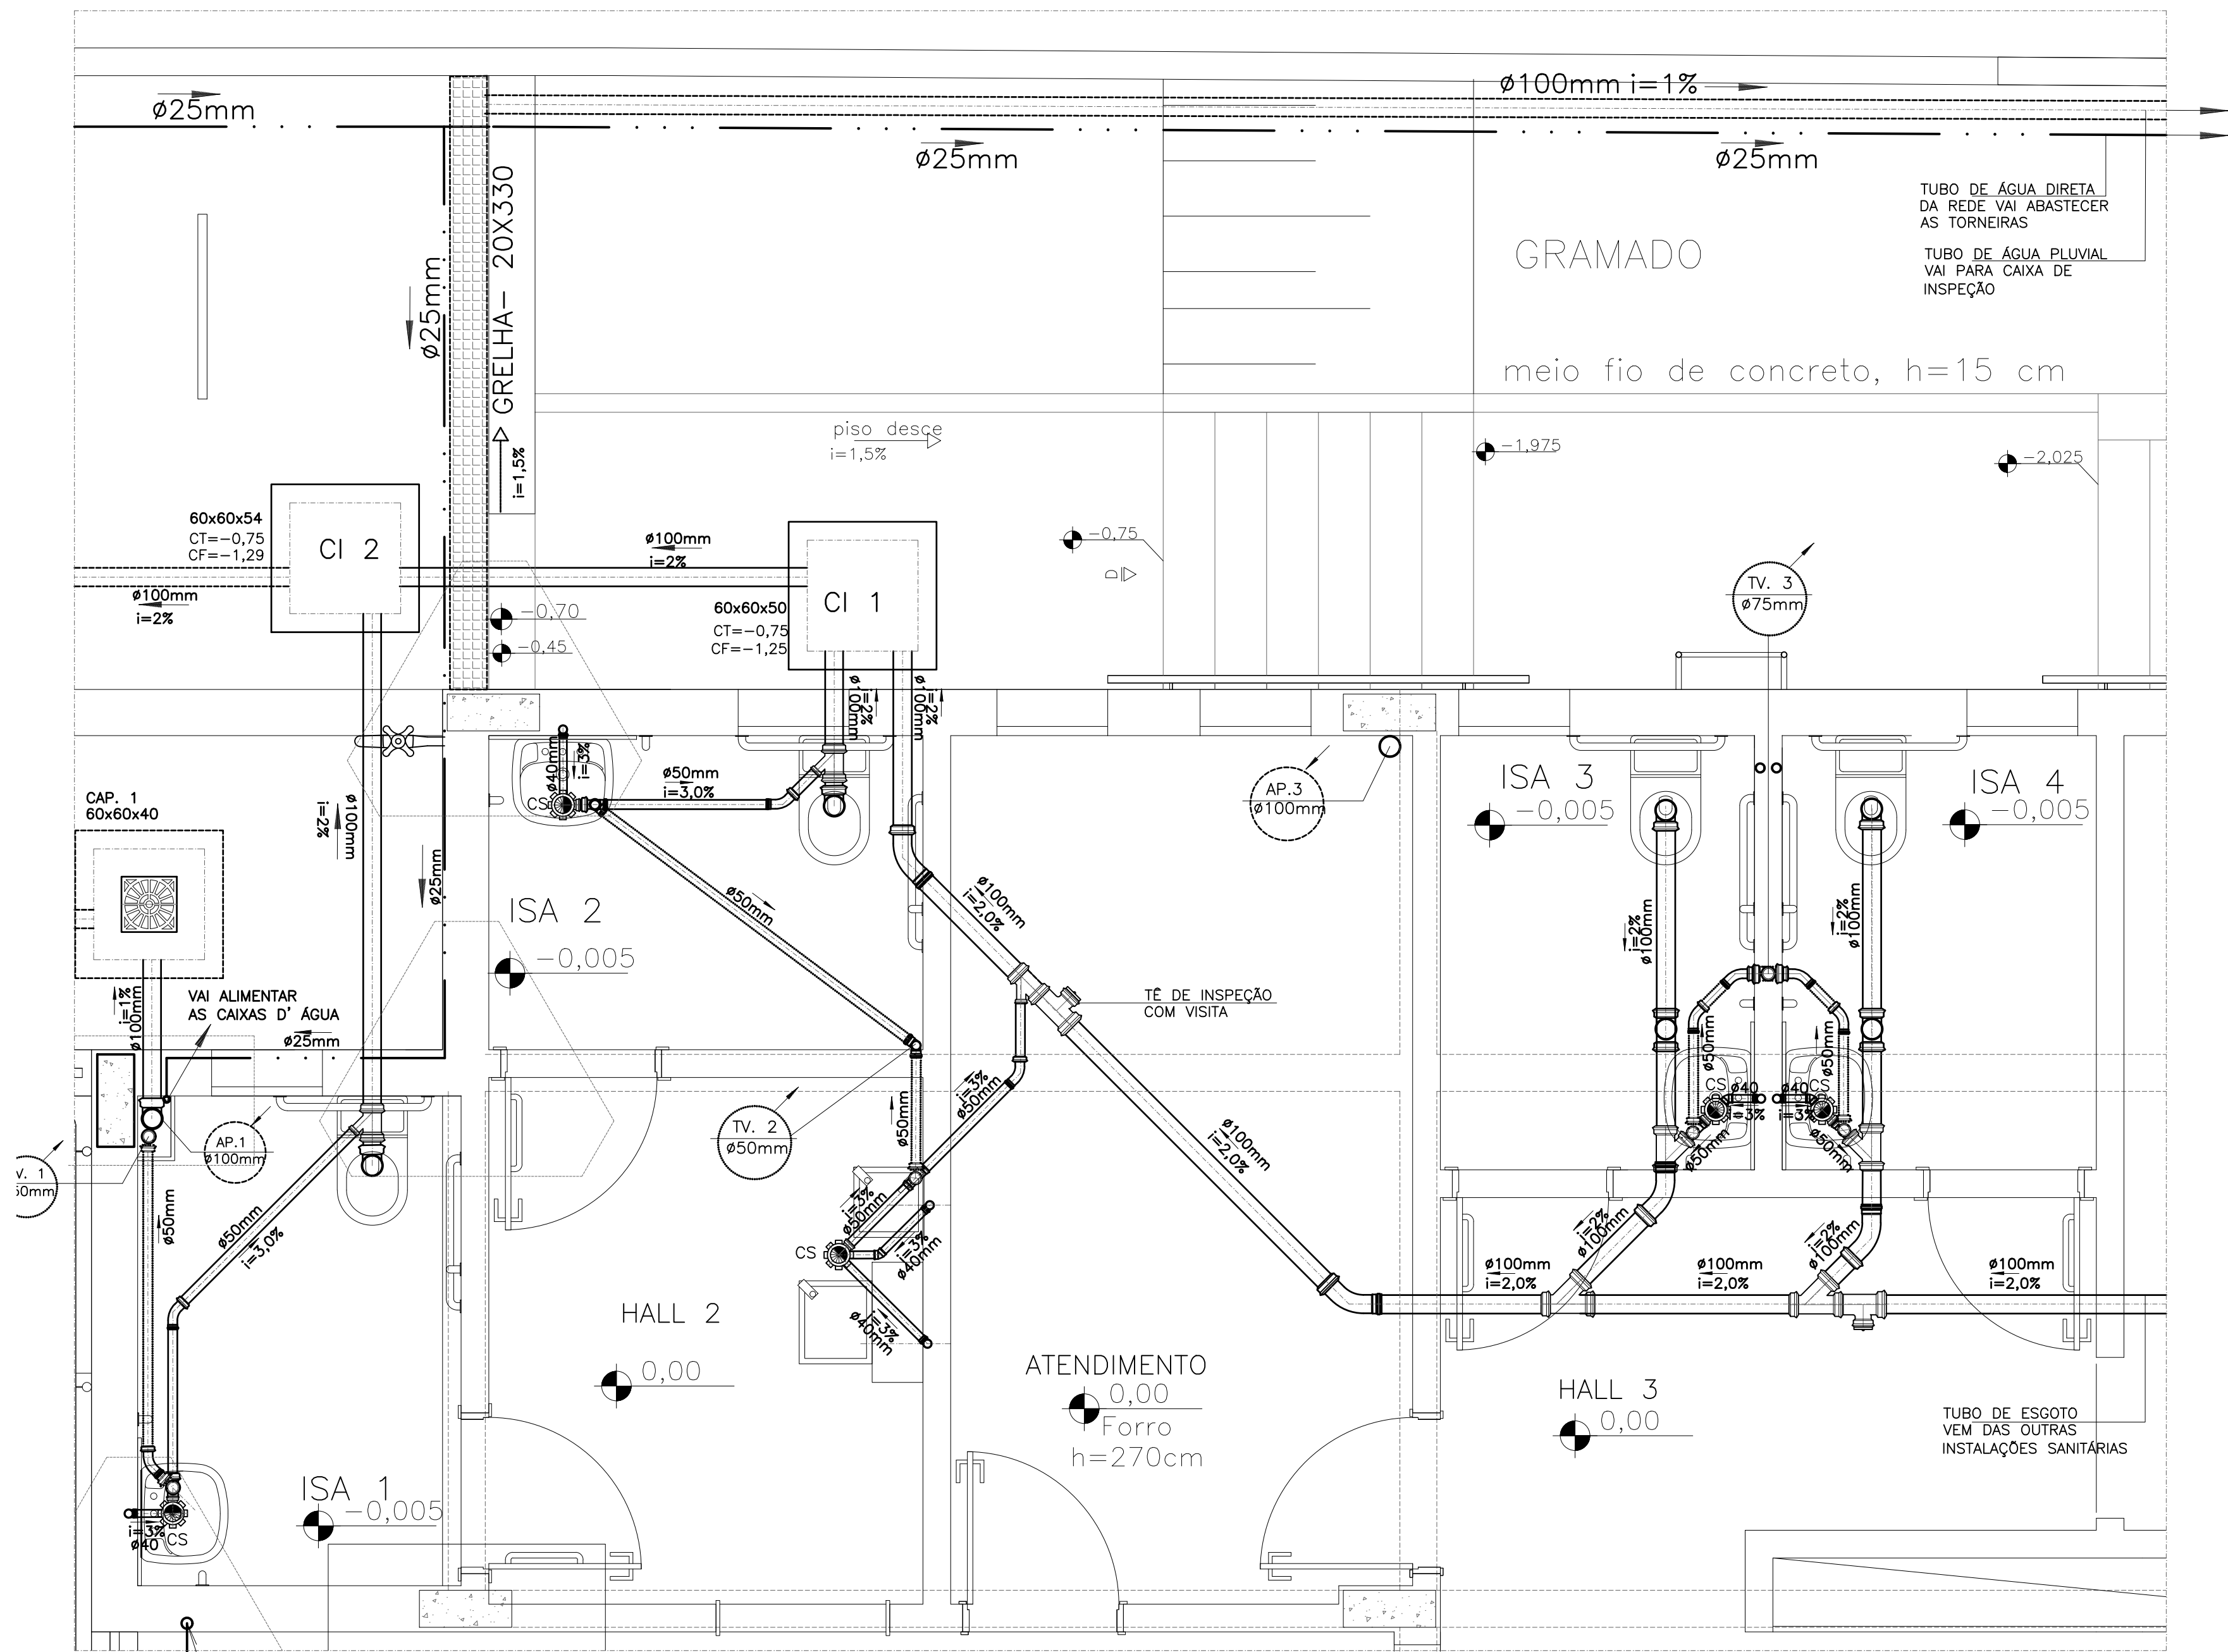 ø100mm i=1%
ø25mm
ø25mm
ø25mm
TUBO DE ÁGUA DIRETA
DA REDE VAI ABASTECER
AS TORNEIRAS
TUBO DE ÁGUA PLUVIAL
VAI PARA CAIXA DE
INSPEÇÃO
GRAMADO
meio fio de concreto, h=15 cm
ø25mm
GRELHA- 20X330
i=1,5%
piso desce
i=1,5%
-1,975
-2,025
60x60x54
CT=-0,75
CF=-1,29
CI 2
ø100mm
i=2%
ø100mm
i=2%
-0,75
D
CI 1
60x60x50
CT=-0,75
CF=-1,25
-0,70
-0,45
TV. 3
ø75mm
i=2%
ø100mm
i=2%
ø100mm
ø40mm
i=3%
CS
ø50mm
i=3,0%
AP.3
ø100mm
ISA 3
-0,005
ISA 4
-0,005
CAP. 1
60x60x40
i=2%
ø100mm
ø25mm
ISA 2
-0,005
ø50mm
ø100mm
i=2,0%
i=2%
ø100mm
i=2%
ø100mm
i=1%
ø100mm
VAI ALIMENTAR
AS CAIXAS D' ÁGUA
ø25mm
TÊ DE INSPEÇÃO
COM VISITA
ø50mm
ø50mm
CS
ø40
i=3%
ø40
CS
i=3%
ø50mm
ø50mm
AP.1
ø100mm
V. 1
50mm
TV. 2
ø50mm
ø50mm
i=3%
ø50mm
ø100mm
i=2,0%
ø50mm
ø50mm
i=3,0%
i=3%
ø50mm
CS
i=3%
ø40mm
i=3%
ø40mm
i=2%
ø100mm
i=2%
ø100mm
ø100mm
i=2,0%
ø100mm
i=2,0%
ø100mm
i=2,0%
HALL 2
0,00
ATENDIMENTO
0,00
Forro
h=270cm
HALL 3
0,00
TUBO DE ESGOTO
VEM DAS OUTRAS
INSTALAÇÕES SANITÁRIAS
ISA 1
-0,005
i=3%
ø40
CS